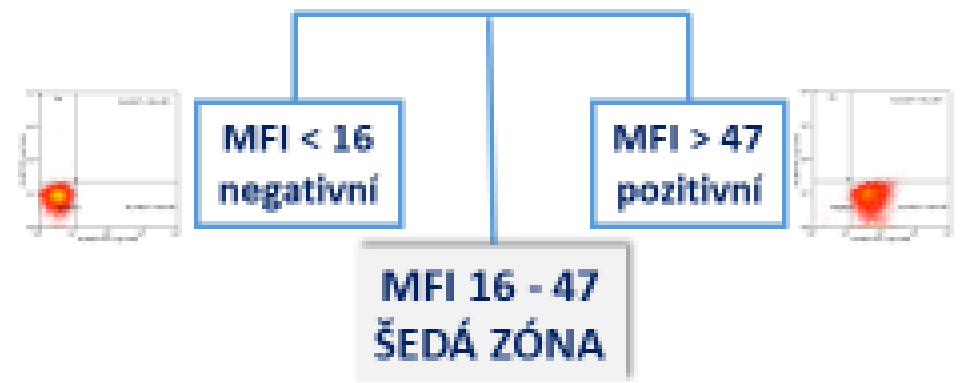 MFI < 16
negativní
MFI > 47
pozitivní
MFI 16 - 47
ŠEDÁ ZÓNA